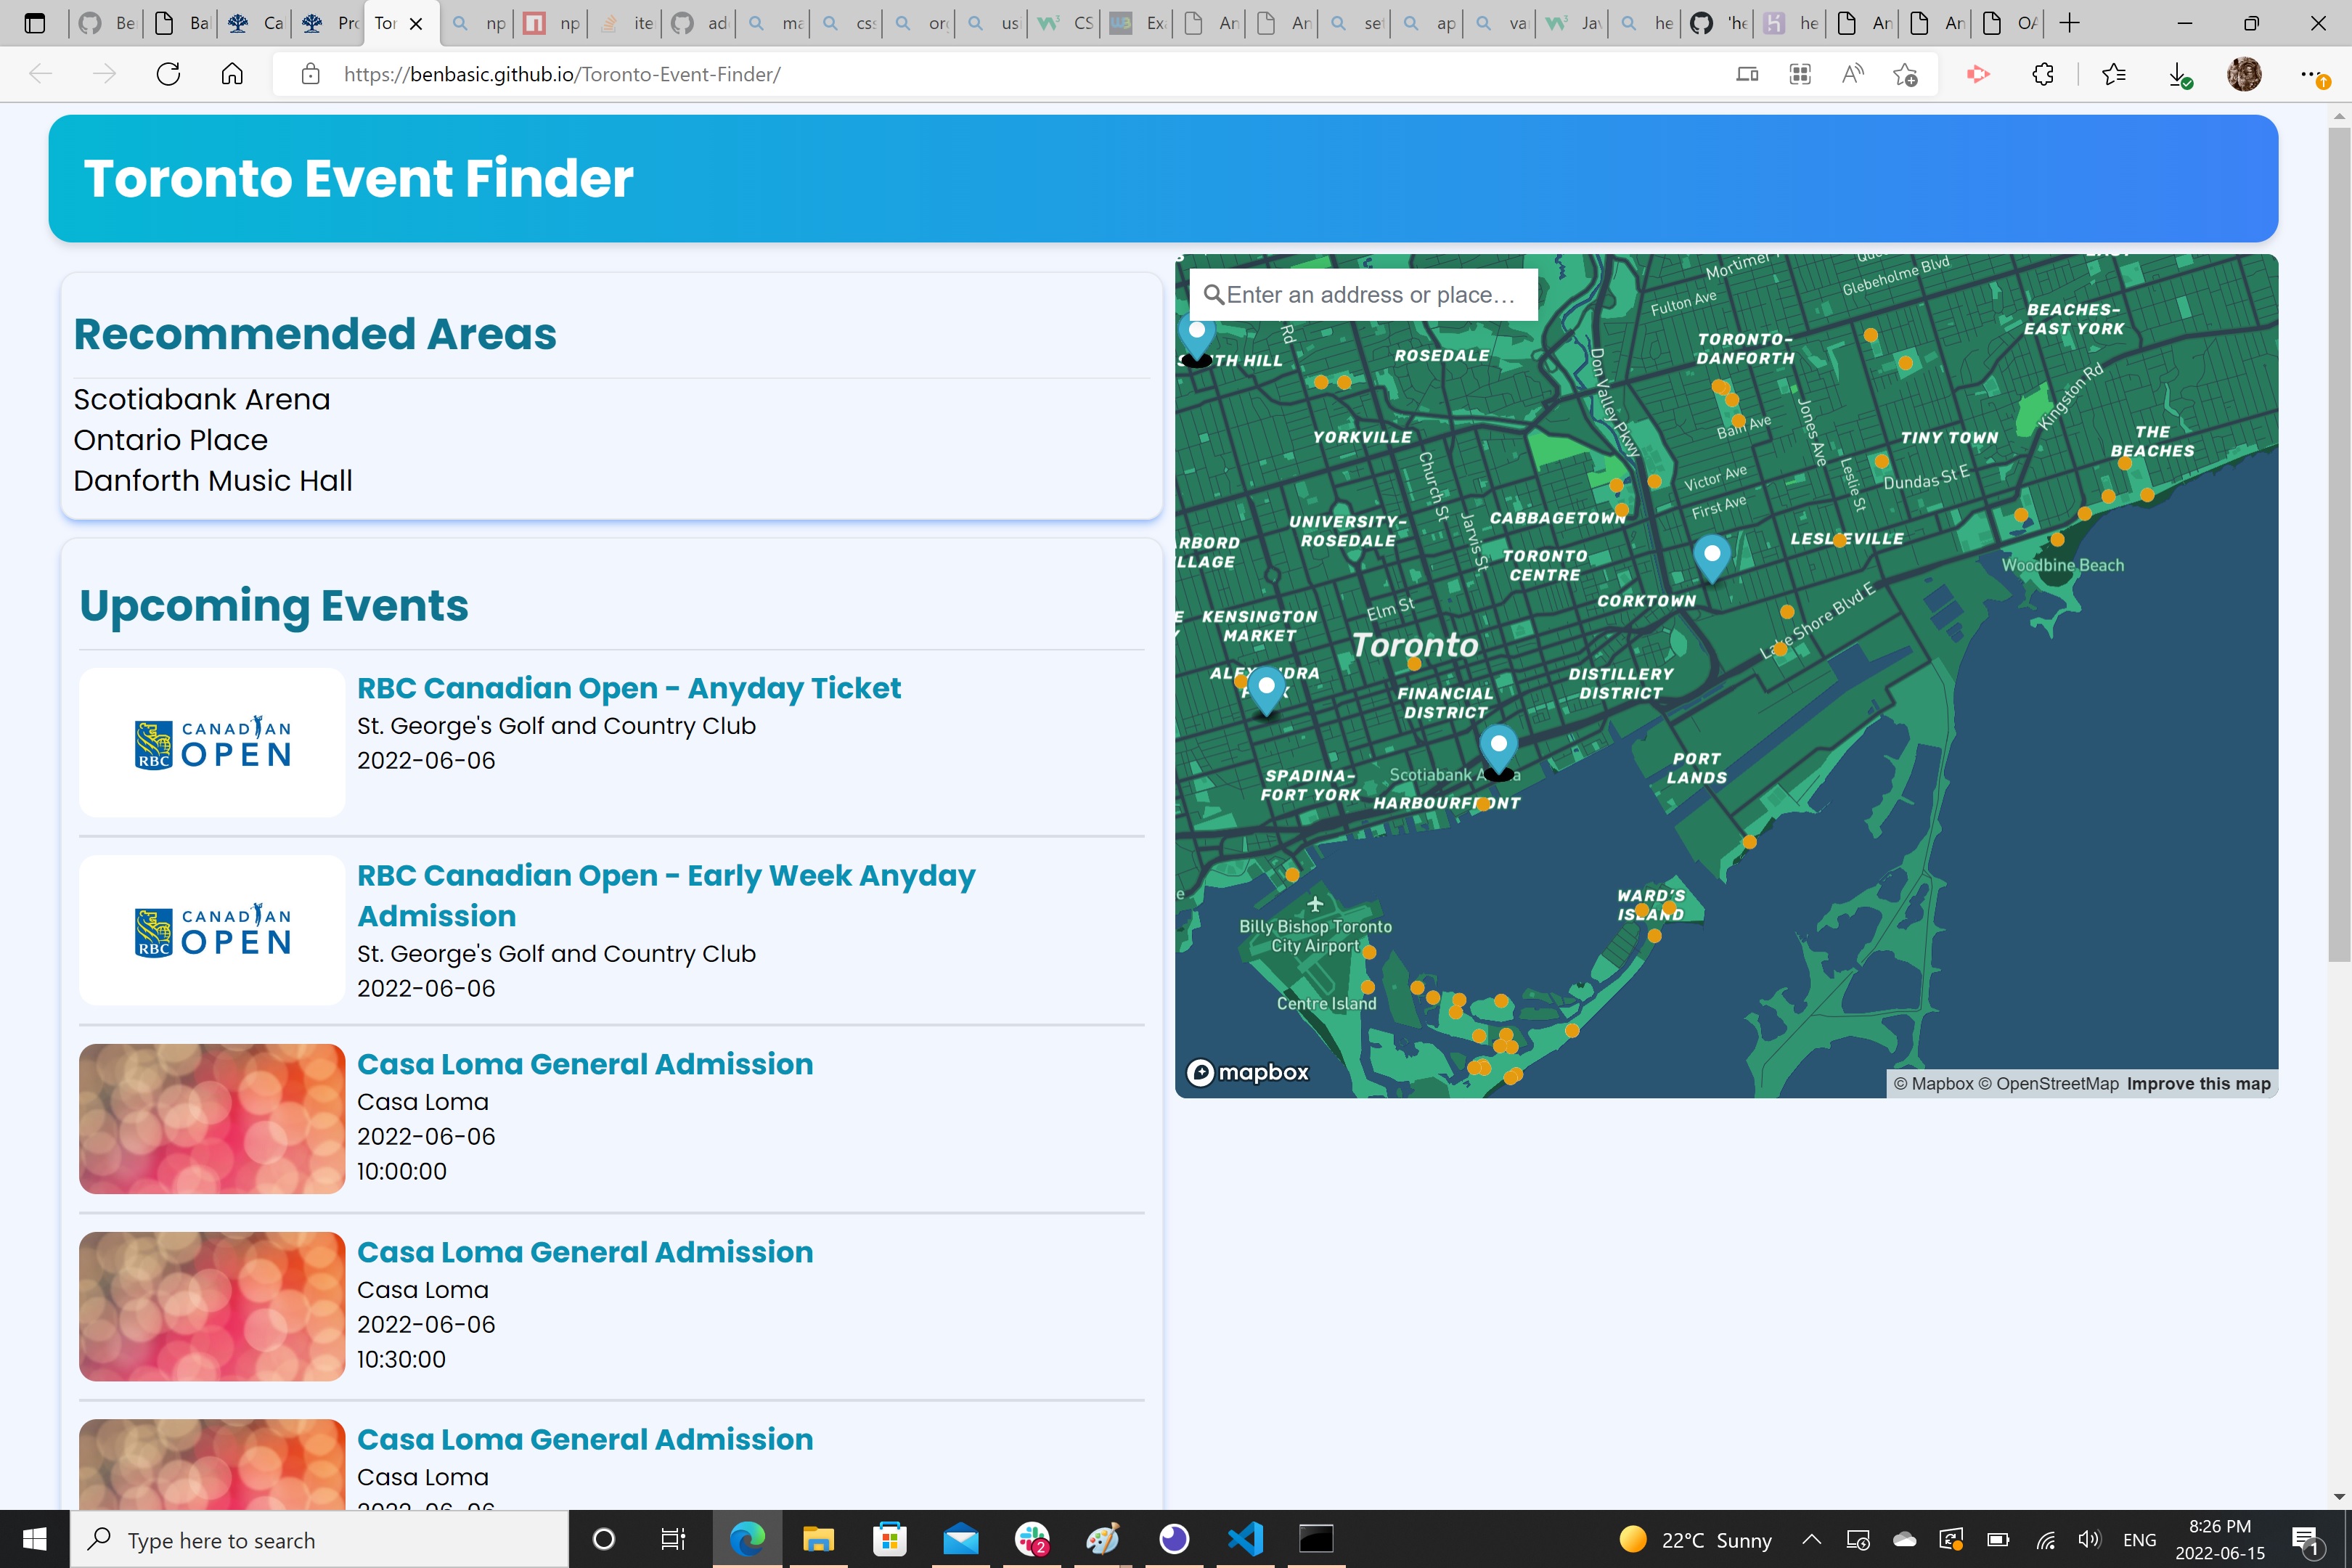 Be
Ba
Ca
Pro
Tor
np
np
ite
ad
ma
cs
or
us
CS
Ex
An
An
se
ap
va
Ja
he
'he
he
An
An
OA
https://benbasic.github.io/Toronto-Event-Finder/
Toronto Event Finder
Recommended Areas
Scotiabank Arena
Ontario Place
Danforth Music Hall
Upcoming Events
CANADIAN
OPEN
RBC
RBC Canadian Open - Anyday Ticket
St. George's Golf and Country Club
2022-06-06
CANADIAN
OPEN
RBC
RBC Canadian Open - Early Week Anyday
Admission
St. George's Golf and Country Club
2022-06-06
Casa Loma General Admission
Casa Loma
2022-06-06
10:00:00
Casa Loma General Admission
Casa Loma
2022-06-06
10:30:00
Casa Loma General Admission
Casa Loma
2022-06-06
Enter an address or place...
Mortimer
Glebeholme Blvd
Fulton Ave
BEACHES-
EAST YORK
TORONTO-
DANFORTH
TH HILL
Rd
ROSEDALE
Don Valley Pkwy
Kingston Rd
Bain Ave
Jones Ave
YORKVILLE
TINY TOWN
THE
BEACHES
Church St
Victor Ave
Leslie St
Dundas St E
First Ave
UNIVERSITY-
ROSEDALE
Jarvis St
CABBAGETOWN
ARBORD
LLAGE
TORONTO
CENTRE
LESLIEVILLE
Woodbine Beach
CORKTOWN
KENSINGTON
MARKET
Elm St
Toronto
Lake Shore Blvd E
DISTILLERY
DISTRICT
FINANCIAL
DISTRICT
PORT
LANDS
SPADINA-
FORT YORK
HARBOURFRONT
WARD'S
ISLAND
Billy Bishop Toronto
City Airport
Centre Island
mapbox
© Mapbox © OpenStreetMap Improve this map
Type here to search
2
22°C Sunny
ENG
8:26 PM
2022-06-15
1